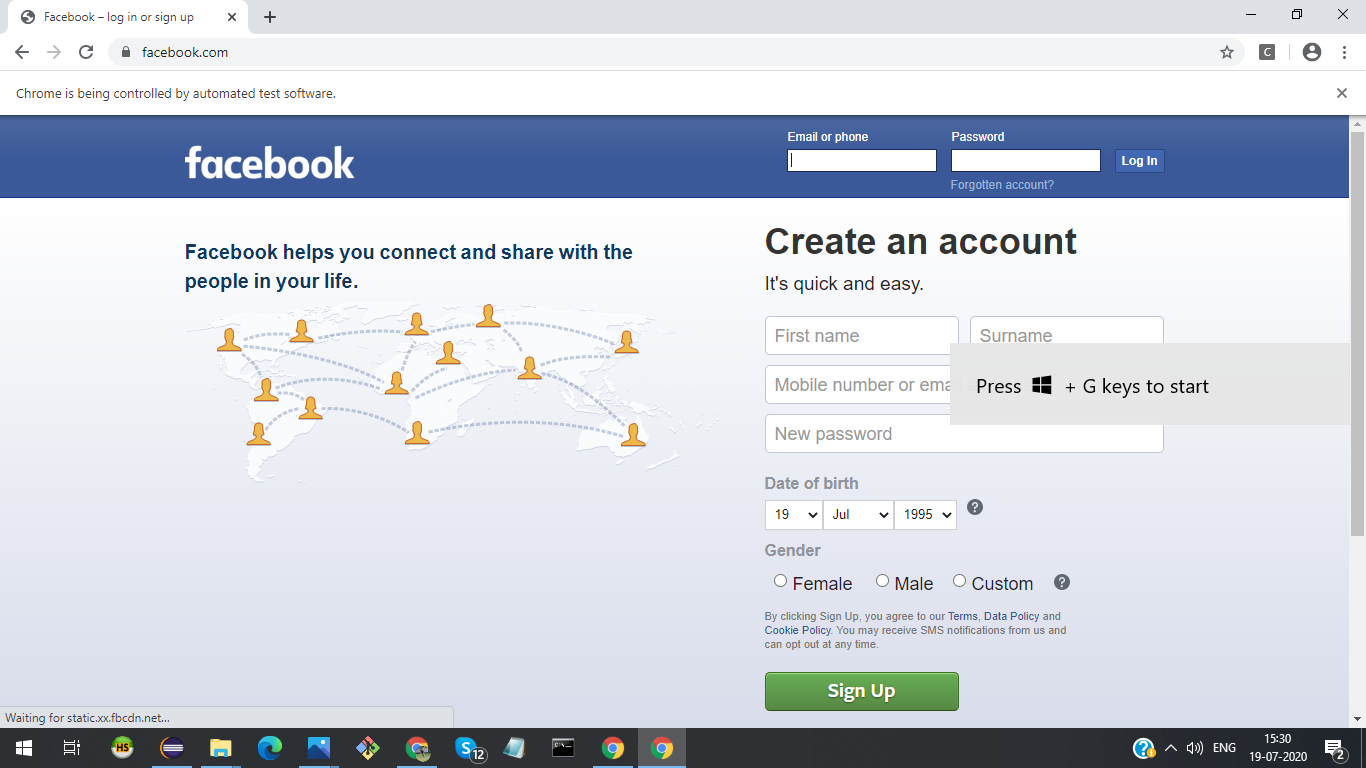 Facebook – log in or sign up
facebook.com
C
Chrome is being controlled by automated test software.
Email or phone
Password
facebook
Log In
Forgotten account?
Facebook helps you connect and share with the
people in your life.
Create an account
It's quick and easy.
First name
Surname
Mobile number or ema
Press + G keys to start
New password
Date of birth
19 Jul 1995 ?
Gender
Female Male Custom ?
By clicking Sign Up, you agree to our Terms, Data Policy and
Cookie Policy. You may receive SMS notifications from us and
can opt out at any time.
Sign Up
Waiting for static.xx.fbcdn.net...
HS
S
12
?
ENG
15:30
19-07-2020
2